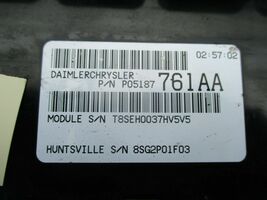 02:57:02
DAIMLERCHRYSLER
P/N P05187 761AA
MODULE S/N T8SEH0037HV5V5
HUNTSVILLE S/N 8SG2P01F03